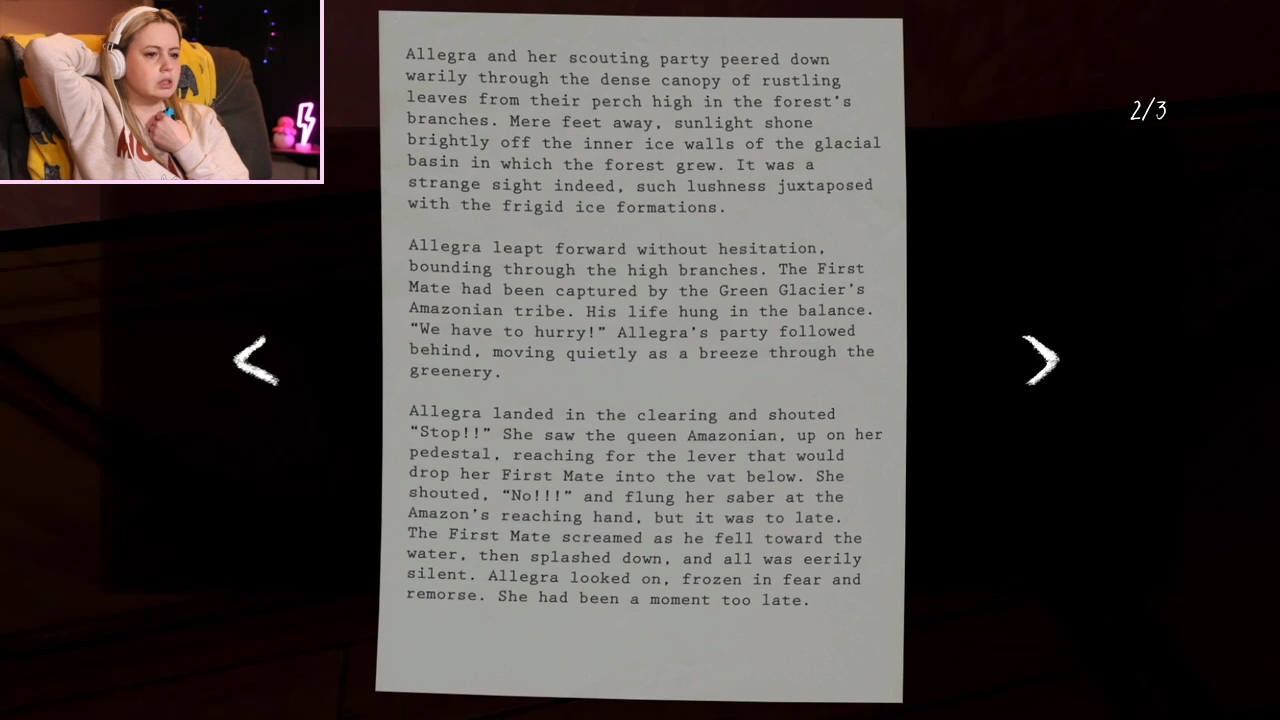 Allegra and her scouting party peered down
warily through the dense canopy of rustling
leaves from their perch high in the forest's
branches. Mere feet away, sunlight shone
brightly off the inner ice walls of the glacial
basin in which the forest grew. It was a
strange sight indeed, such lushness juxtaposed
with the frigid ice formations.
Allegra leapt forward without hesitation,
bounding through the high branches. The First
Mate had been captured by the Green Glacier's
Amazonian tribe. His life hung in the balance.
“We have to hurry!” Allegra's party followed
behind, moving quietly as a breeze through the
greenery.
Allegra landed in the clearing and shouted
“Stop!!” She saw the queen Amazonian, up on her
pedestal, reaching for the lever that would
drop her First Mate into the vat below. She
shouted, “No!!!” and flung her saber at the
Amazon's reaching hand, but it was to late.
The First Mate screamed as he fell toward the
water, then splashed down, and all was eerily
silent. Allegra looked on, frozen in fear and
remorse. She had been a moment too late.
2/3